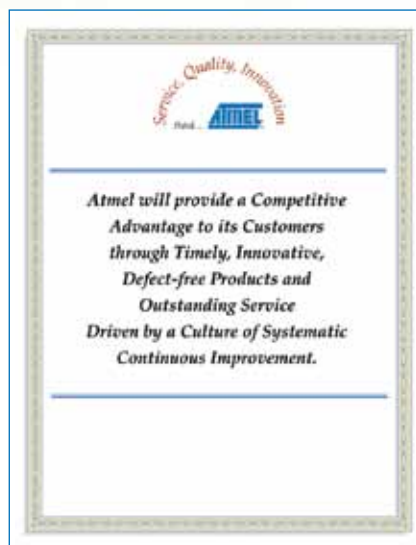 Service, Quality, Innovation
think... ATMEL
Atmel will provide a Competitive
Advantage to its Customers
through Timely, Innovative,
Defect-free Products and
Outstanding Service
Driven by a Culture of Systematic
Continuous Improvement.